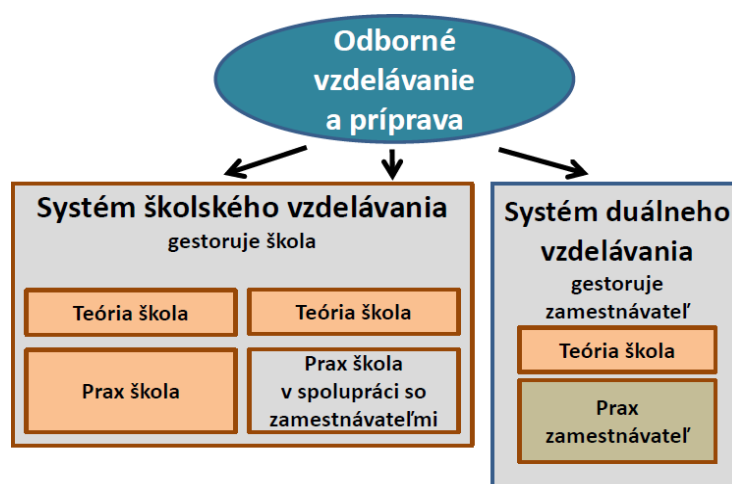 Odborné
vzdelávanie
a príprava
Systém školského vzdelávania
gestoruje škola
Teória škola
Teória škola
Prax škola
Prax škola
v spolupráci so
zamestnávateľmi
Systém duálneho
vzdelávania
gestoruje
zamestnávateľ
Teória škola
Prax
zamestnávateľ